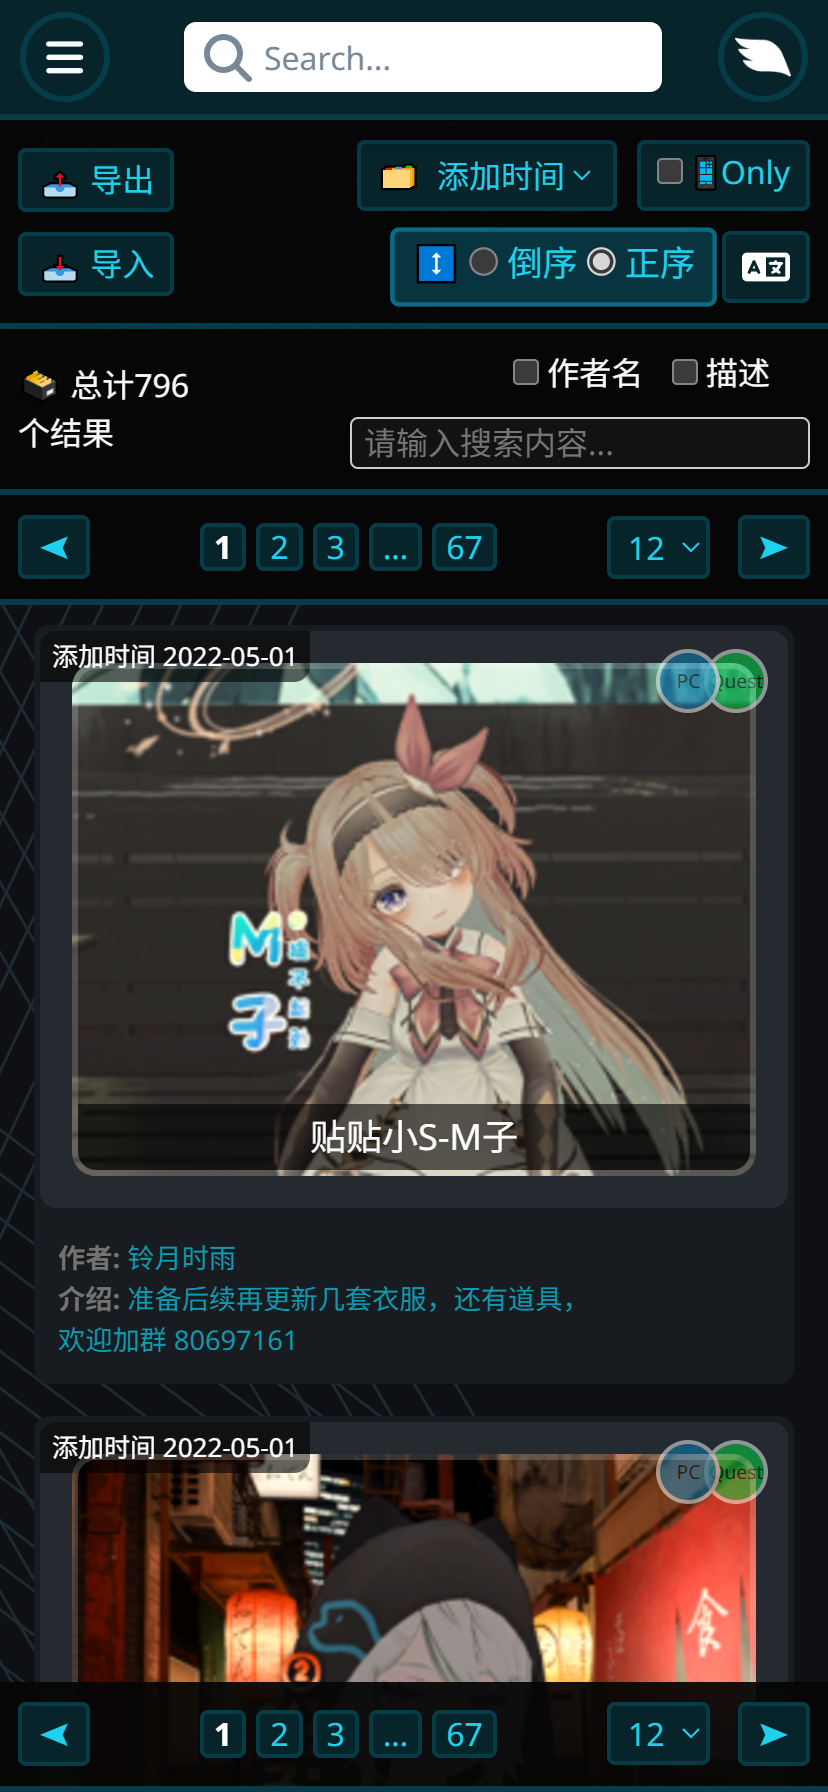 Search...
导出
添加时间
Only
导入
倒序 正序
A 文
总计796
个结果
作者名 描述
请输入搜索内容...
1 2 3 ... 67 12
添加时间 2022-05-01
PC Quest
M
子
贴贴小S-M子
作者: 铃月时雨
介绍: 准备后续再更新几套衣服，还有道具，
欢迎加群 80697161
添加时间 2022-05-01
PC Quest
食
2
1 2 3 ... 67 12